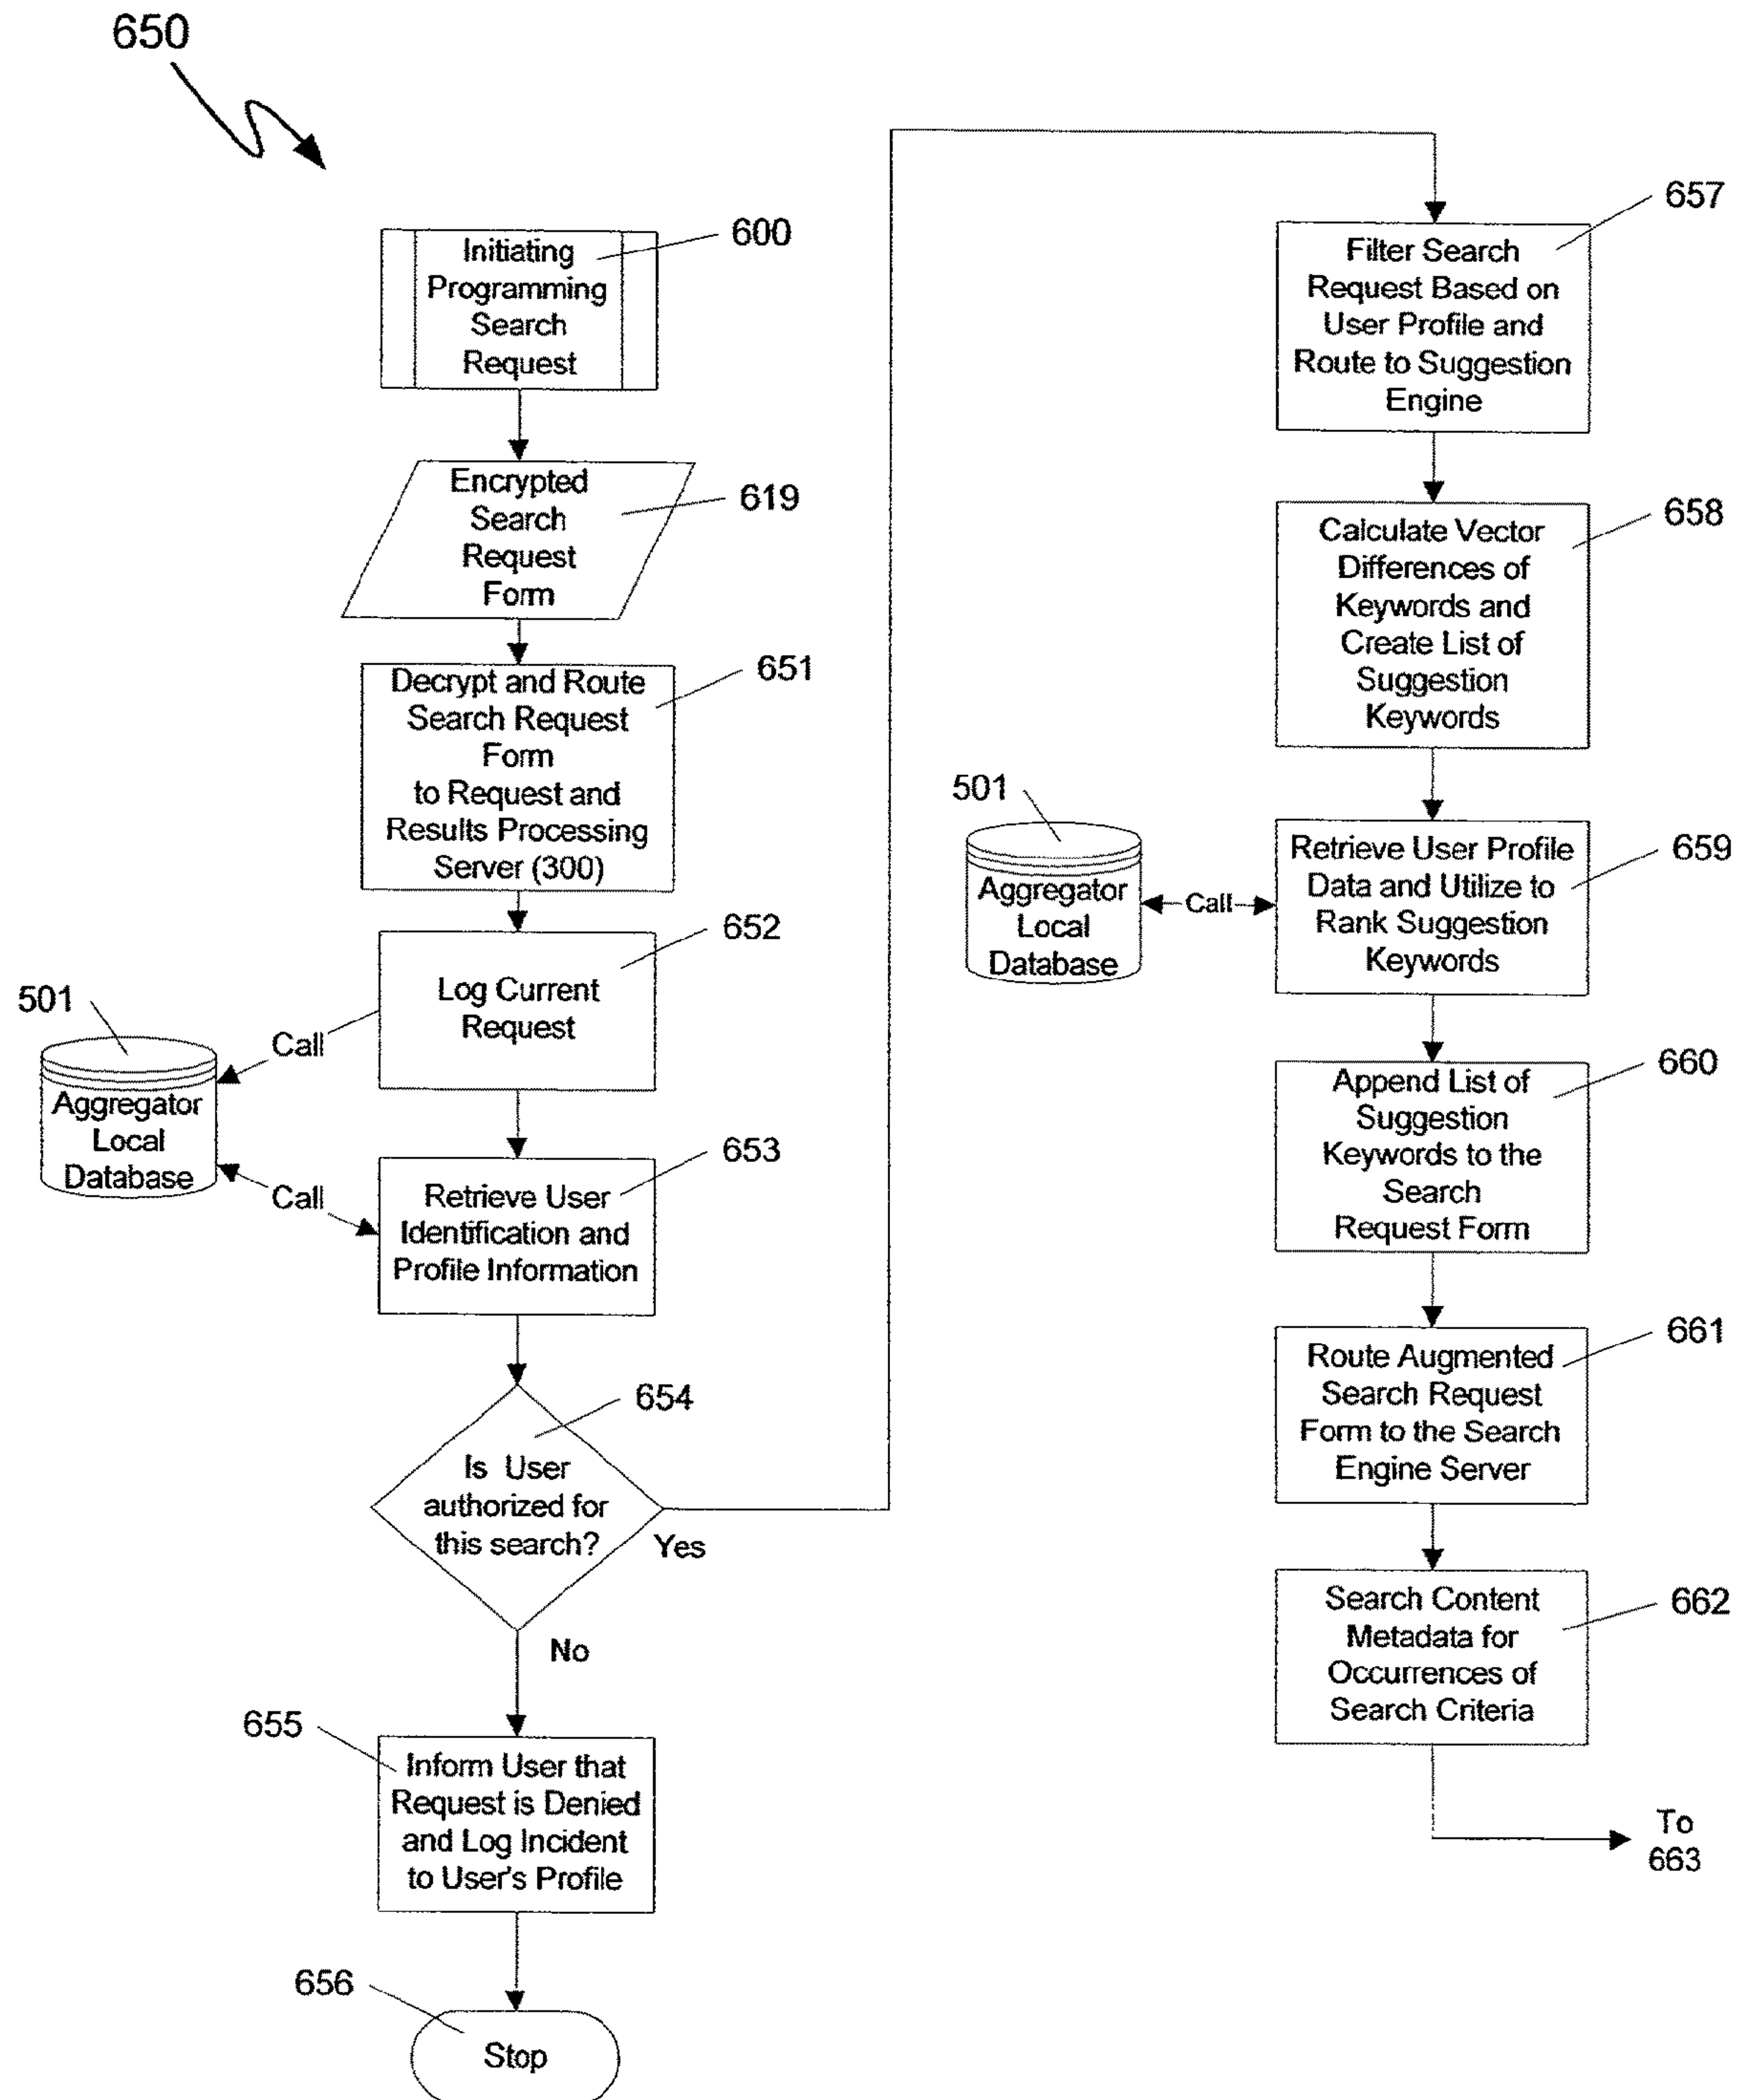 650
600
Initiating
Programming
Search
Request
619
Encrypted
Search
Request
Form
651
Decrypt and Route
Search Request
Form
to Request and
Results Processing
Server (300)
652
Log Current
Request
501
Call
Aggregator
Local
Database
653
Call
Retrieve User
Identification and
Profile Information
654
Is User
authorized for
this search?
Yes
No
655
Inform User that
Request is Denied
and Log Incident
to User's Profile
656
Stop
657
Filter Search
Request Based on
User Profile and
Route to Suggestion
Engine
658
Calculate Vector
Differences of
Keywords and
Create List of
Suggestion
Keywords
501
Aggregator
Local
Database
Call
659
Retrieve User Profile
Data and Utilize to
Rank Suggestion
Keywords
660
Append List of
Suggestion
Keywords to the
Search
Request Form
661
Route Augmented
Search Request
Form to the Search
Engine Server
662
Search Content
Metadata for
Occurrences of
Search Criteria
To
663